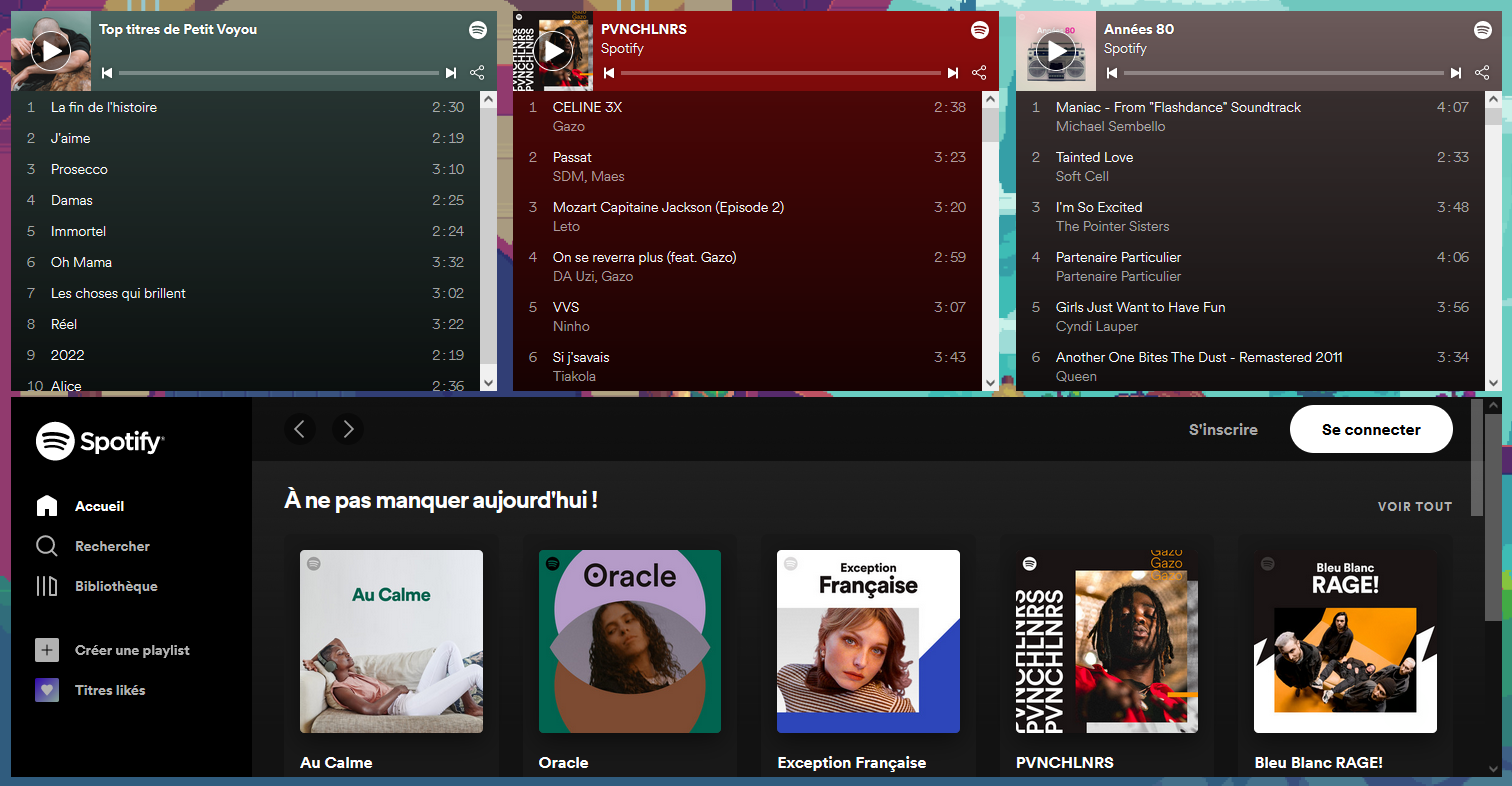 Top titres de Petit Voyou
1 La fin de l'histoire 2:30
2 J'aime 2:19
3 Prosecco 3:10
4 Damas 2:25
5 Immortel 2:24
6 Oh Mama 3:32
7 Les choses qui brillent 3:02
8 Réel 3:22
9 2022 2:19
10 Alice 2:36
PVNCHLNRS
PVNCHLNRS
Gazo
Gazo
PVNCHLNRS
Spotify
1 CELINE 3X 2:38
Gazo
2 Passat 3:23
SDM, Maes
3 Mozart Capitaine Jackson (Episode 2) 3:20
Leto
4 On se reverra plus (feat. Gazo) 2:59
DA Uzi, Gazo
5 VVS 3:07
Ninho
6 Si j'savais 3:43
Tiakola
Années 80
Années 80
Spotify
1 Maniac - From "Flashdance" Soundtrack 4:07
Michael Sembello
2 Tainted Love 2:33
Soft Cell
3 I'm So Excited 3:48
The Pointer Sisters
4 Partenaire Particulier 4:06
Partenaire Particulier
5 Girls Just Want to Have Fun 3:56
Cyndi Lauper
6 Another One Bites The Dust - Remastered 2011 3:34
Queen
Spotify
Accueil
Rechercher
Bibliothèque
Créer une playlist
Titres likés
S'inscrire
Se connecter
À ne pas manquer aujourd'hui !
VOIR TOUT
Au Calme
Au Calme
Oracle
Oracle
Exception
Française
Exception Française
PVNCHLNRS
PVNCHLNRS
Gazo
Gazo
Gazo
PVNCHLNRS
Bleu Blanc
RAGE!
Bleu Blanc RAGE!